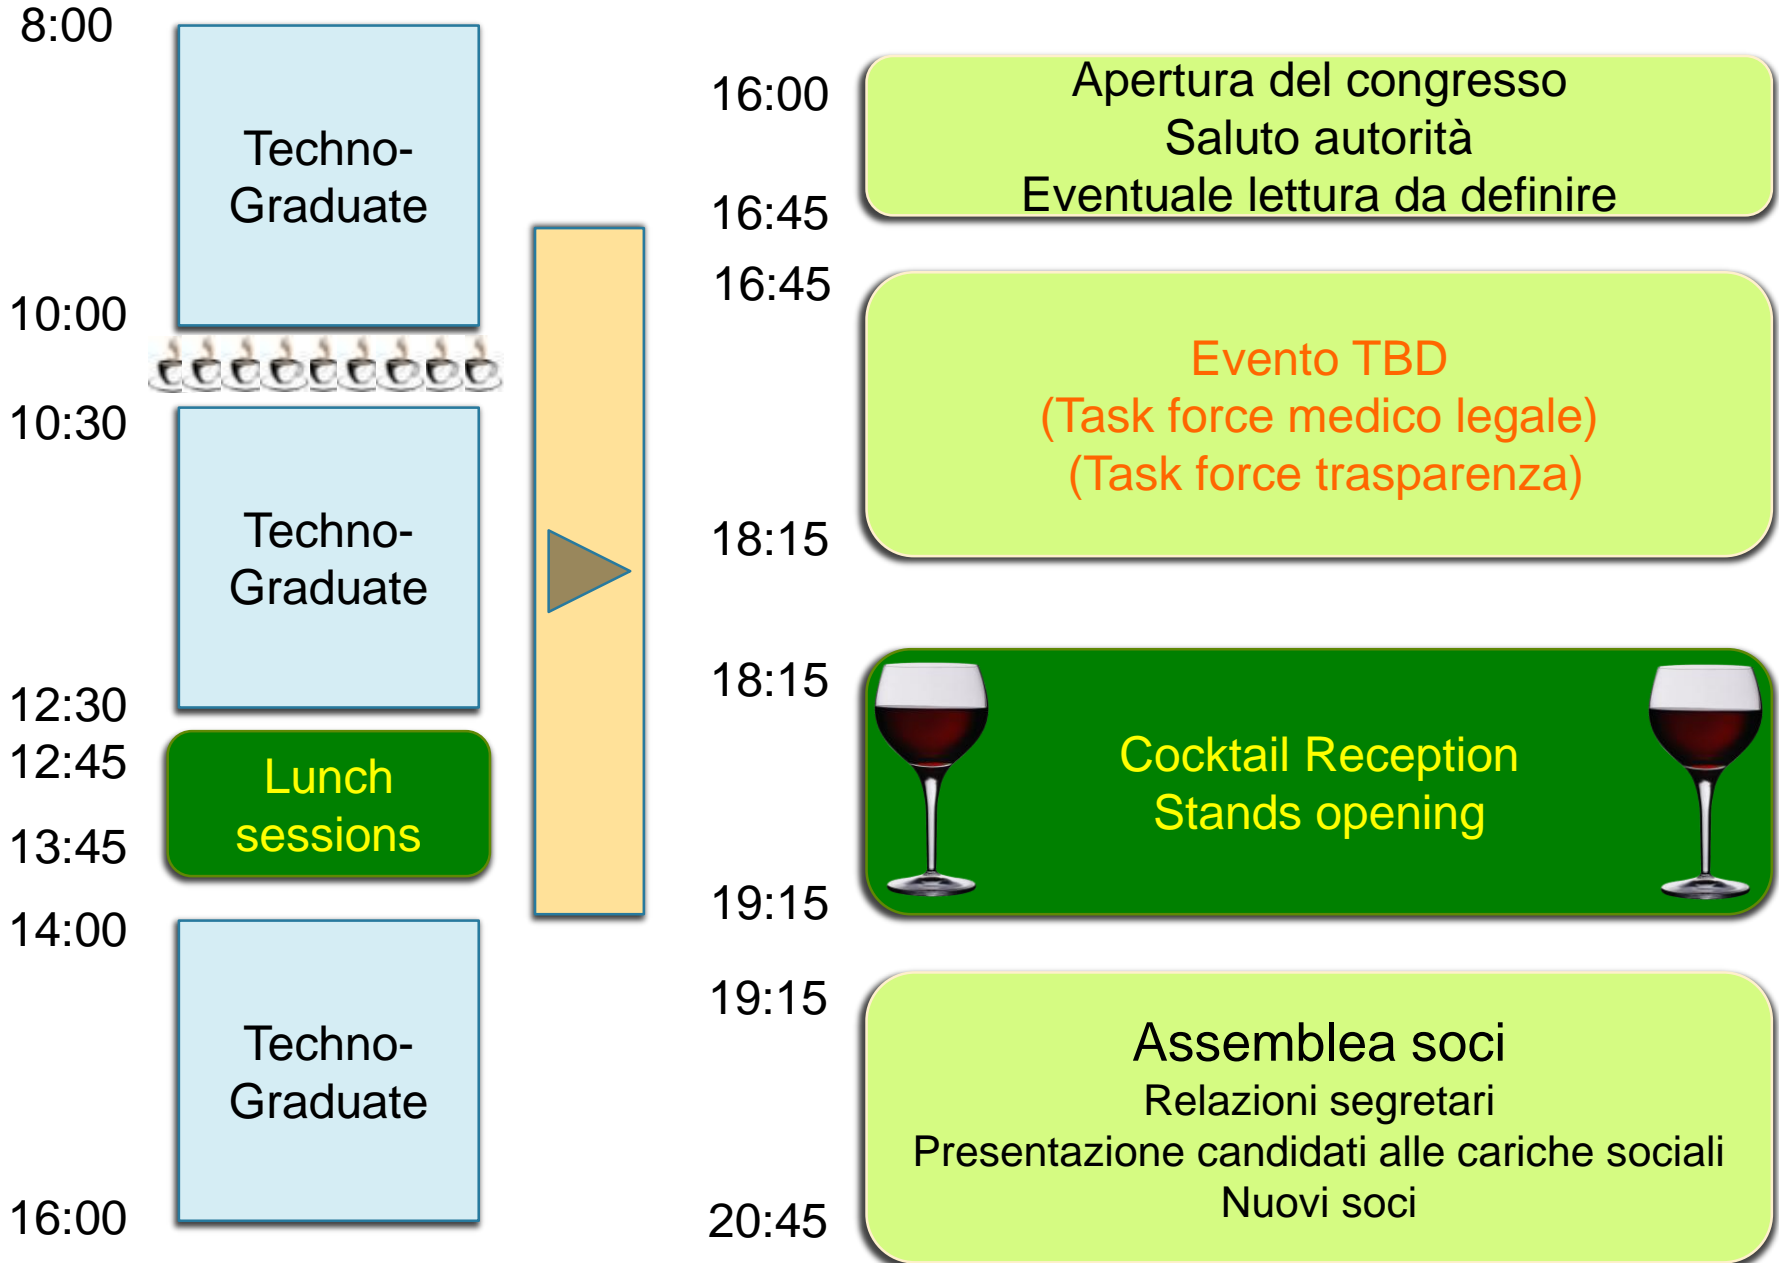 8:00
Techno-
Graduate
10:00
10:30
Techno-
Graduate
12:30
12:45
Lunch
sessions
13:45
14:00
Techno-
Graduate
16:00
16:00
Apertura del congresso
Saluto autorità
Eventuale lettura da definire
16:45
16:45
Evento TBD
(Task force medico legale)
(Task force trasparenza)
18:15
18:15
Cocktail Reception
Stands opening
19:15
19:15
Assemblea soci
Relazioni segretari
Presentazione candidati alle cariche sociali
Nuovi soci
20:45